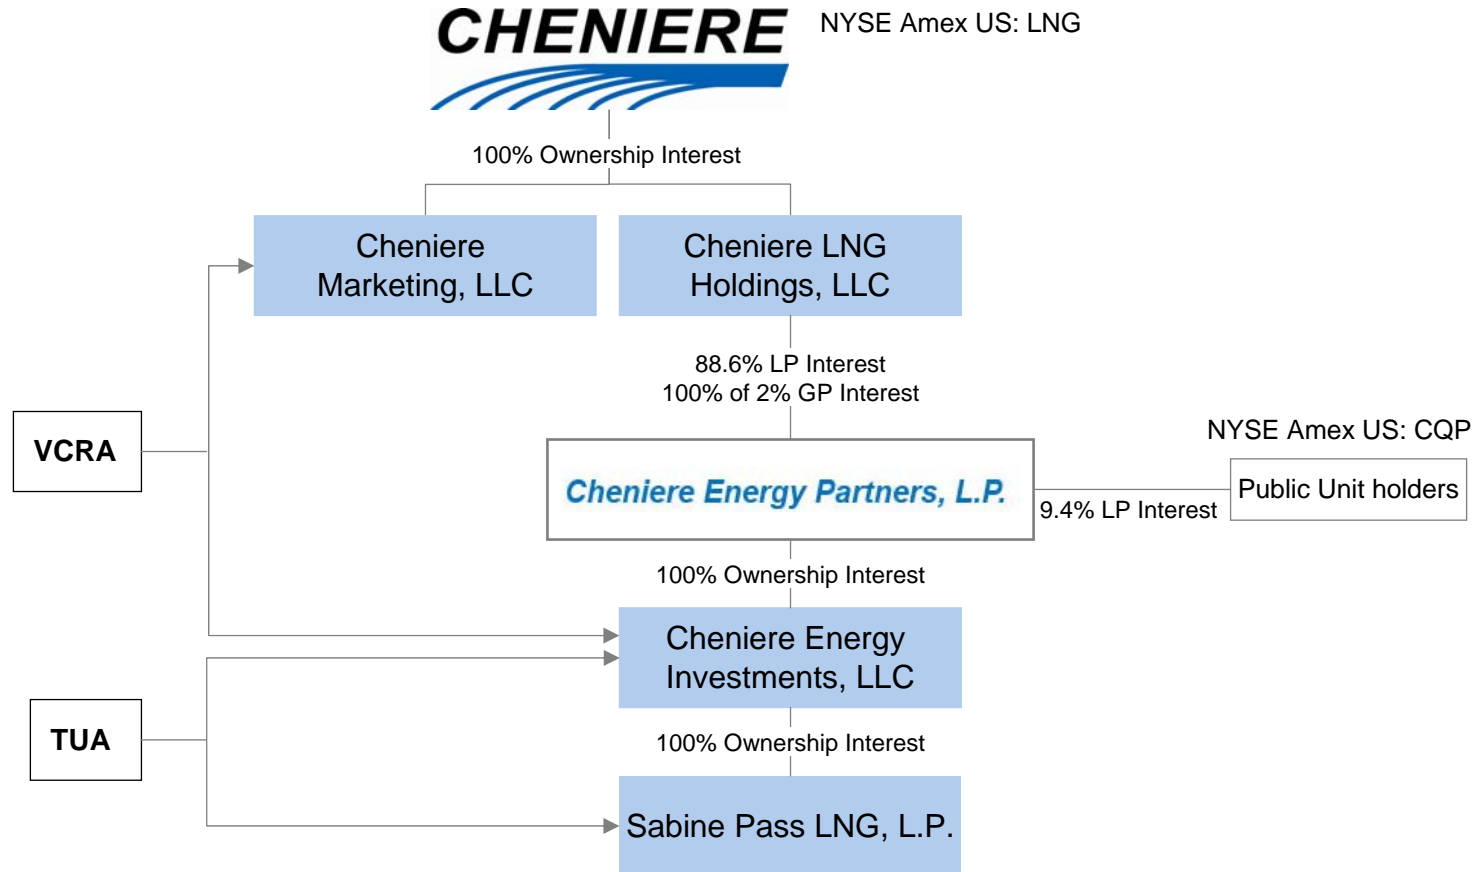 CHENIERE
NYSE Amex US: LNG
100% Ownership Interest
Cheniere
Marketing, LLC
Cheniere LNG
Holdings, LLC
88.6% LP Interest
100% of 2% GP Interest
VCRA
NYSE Amex US: CQP
Cheniere Energy Partners, L.P.
9.4% LP Interest
Public Unit holders
100% Ownership Interest
Cheniere Energy
Investments, LLC
TUA
100% Ownership Interest
Sabine Pass LNG, L.P.